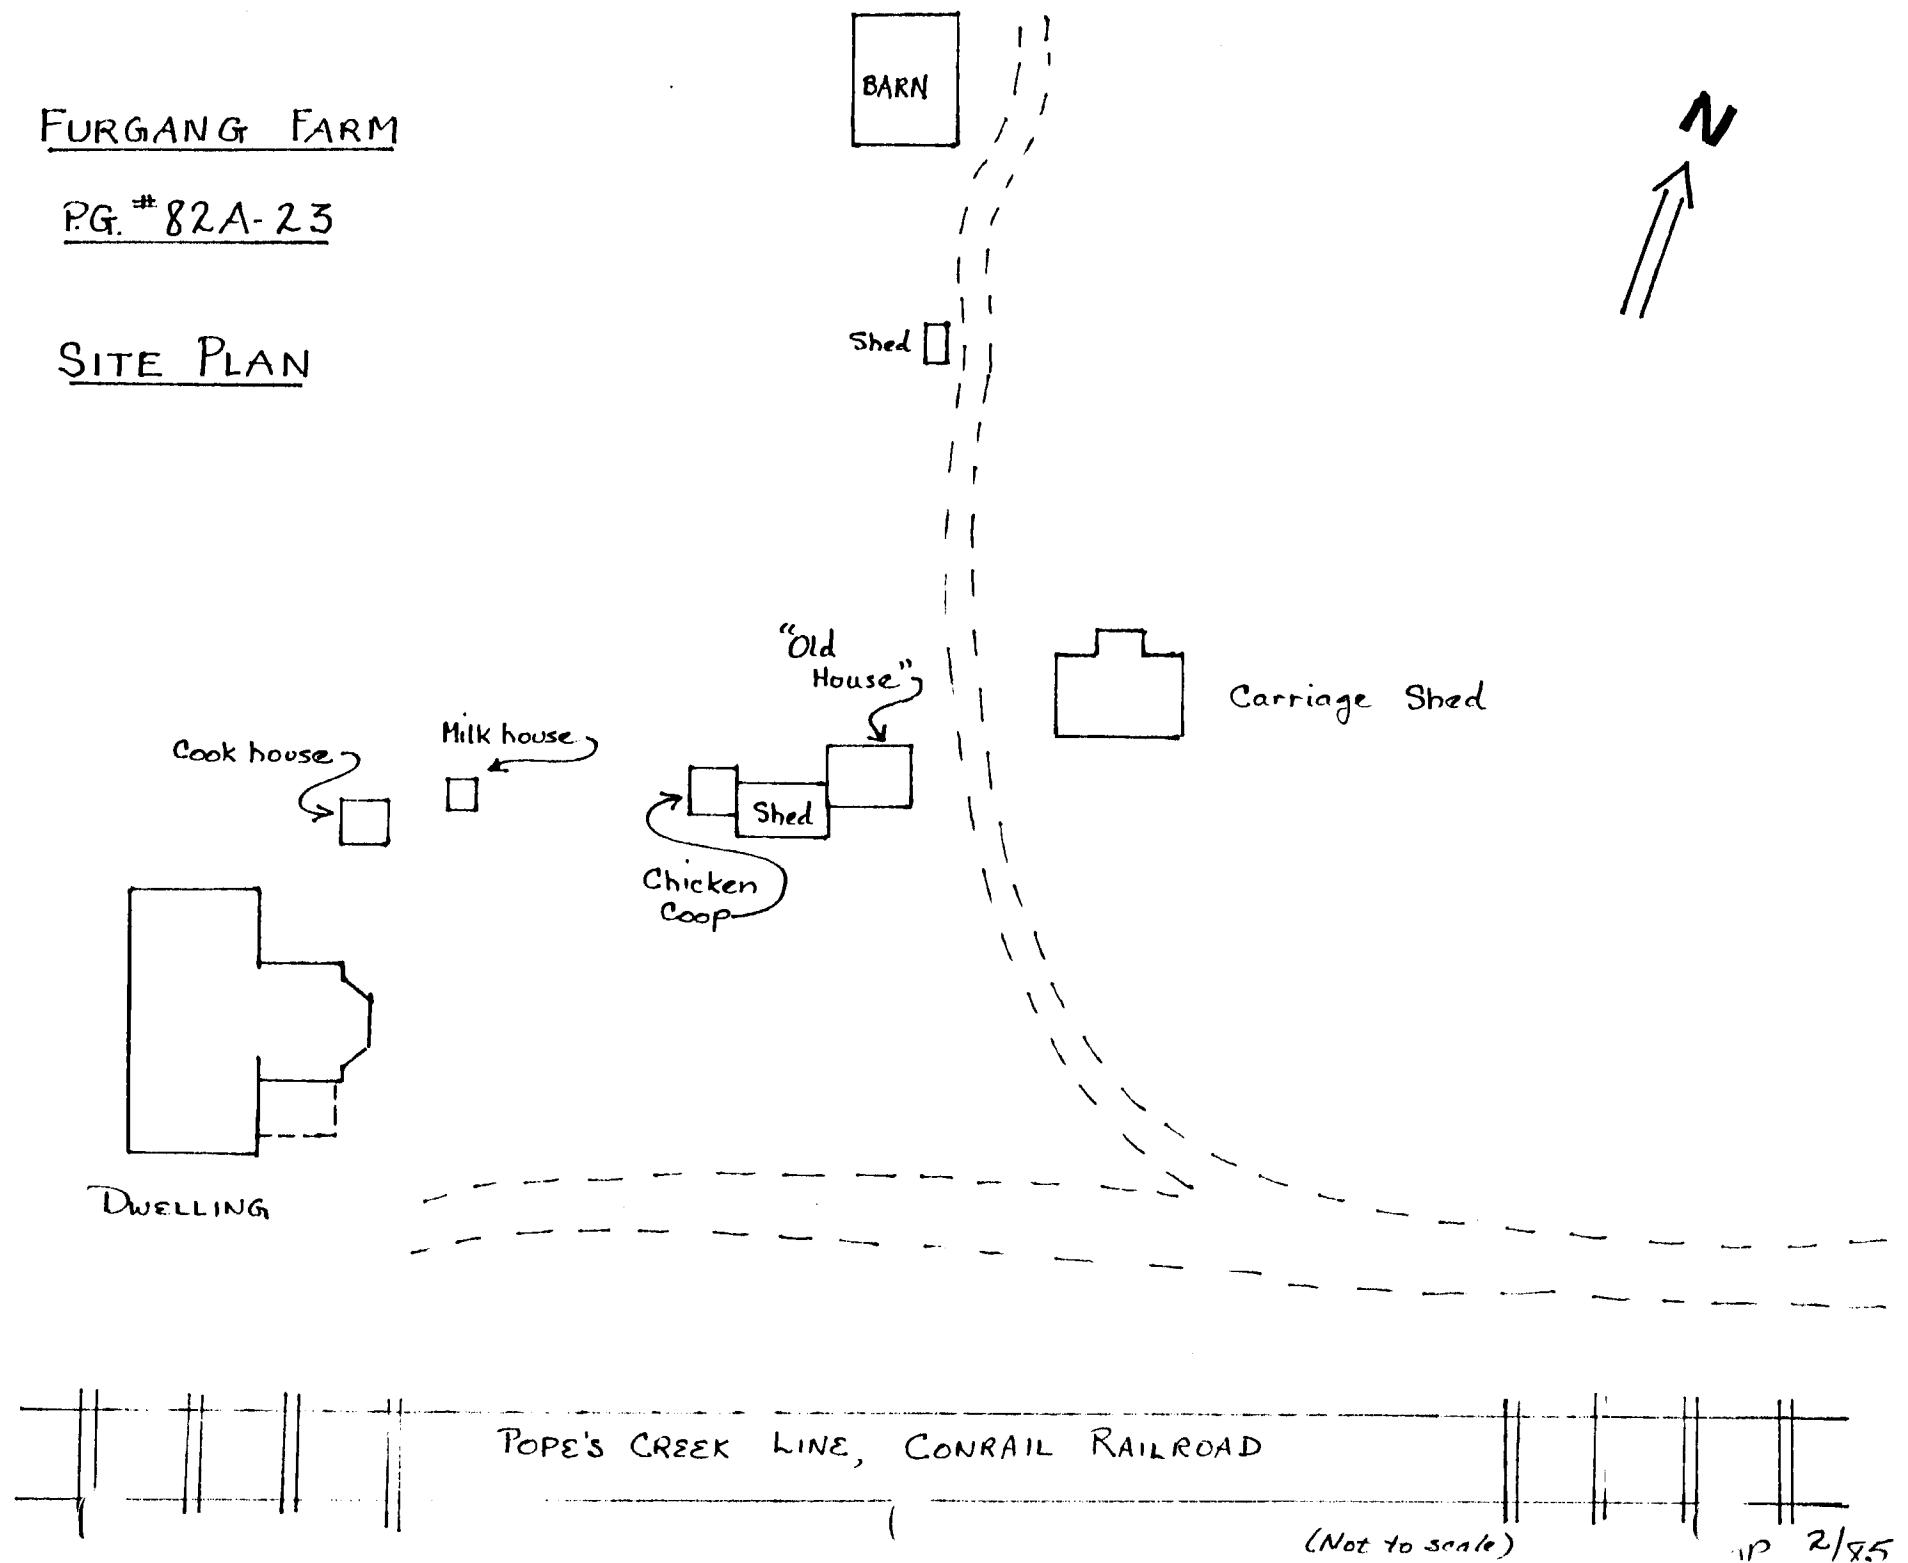 BARN
N
FURGANG FARM
P.G. #82A-23
SITE PLAN
Shed
"Old
House"
Carriage Shed
Milk house
Cook house
Shed
Chicken
Coop
DWELLING
POPE'S CREEK LINE, CONRAIL RAILROAD
(Not to scale)
2/85